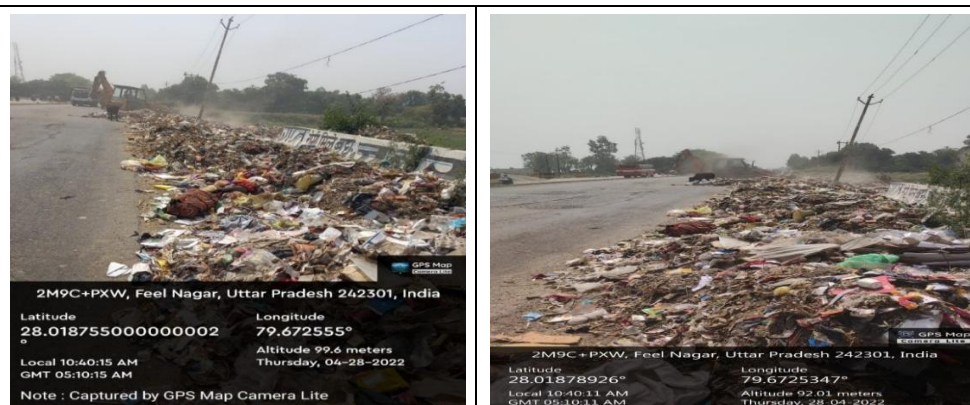 GPS Map
Camera Lite
2M9C+PXW, Feel Nagar, Uttar Pradesh 242301, India
Latitude
28.018755000000002
°
Longitude
79.672555°
Local 10:40:15 AM
GMT 05:10:15 AM
Altitude 99.6 meters
Thursday, 04-28-2022
Note : Captured by GPS Map Camera Lite
GPS Map
Camera Lite
2M9C+PXW, Feel Nagar, Uttar Pradesh 242301, India
Latitude
28.01878926°
Longitude
79.6725347°
Local 10:40:11 AM
GMT 05:10:11 AM
Altitude 92.01 meters
Thursday, 28-04-2022